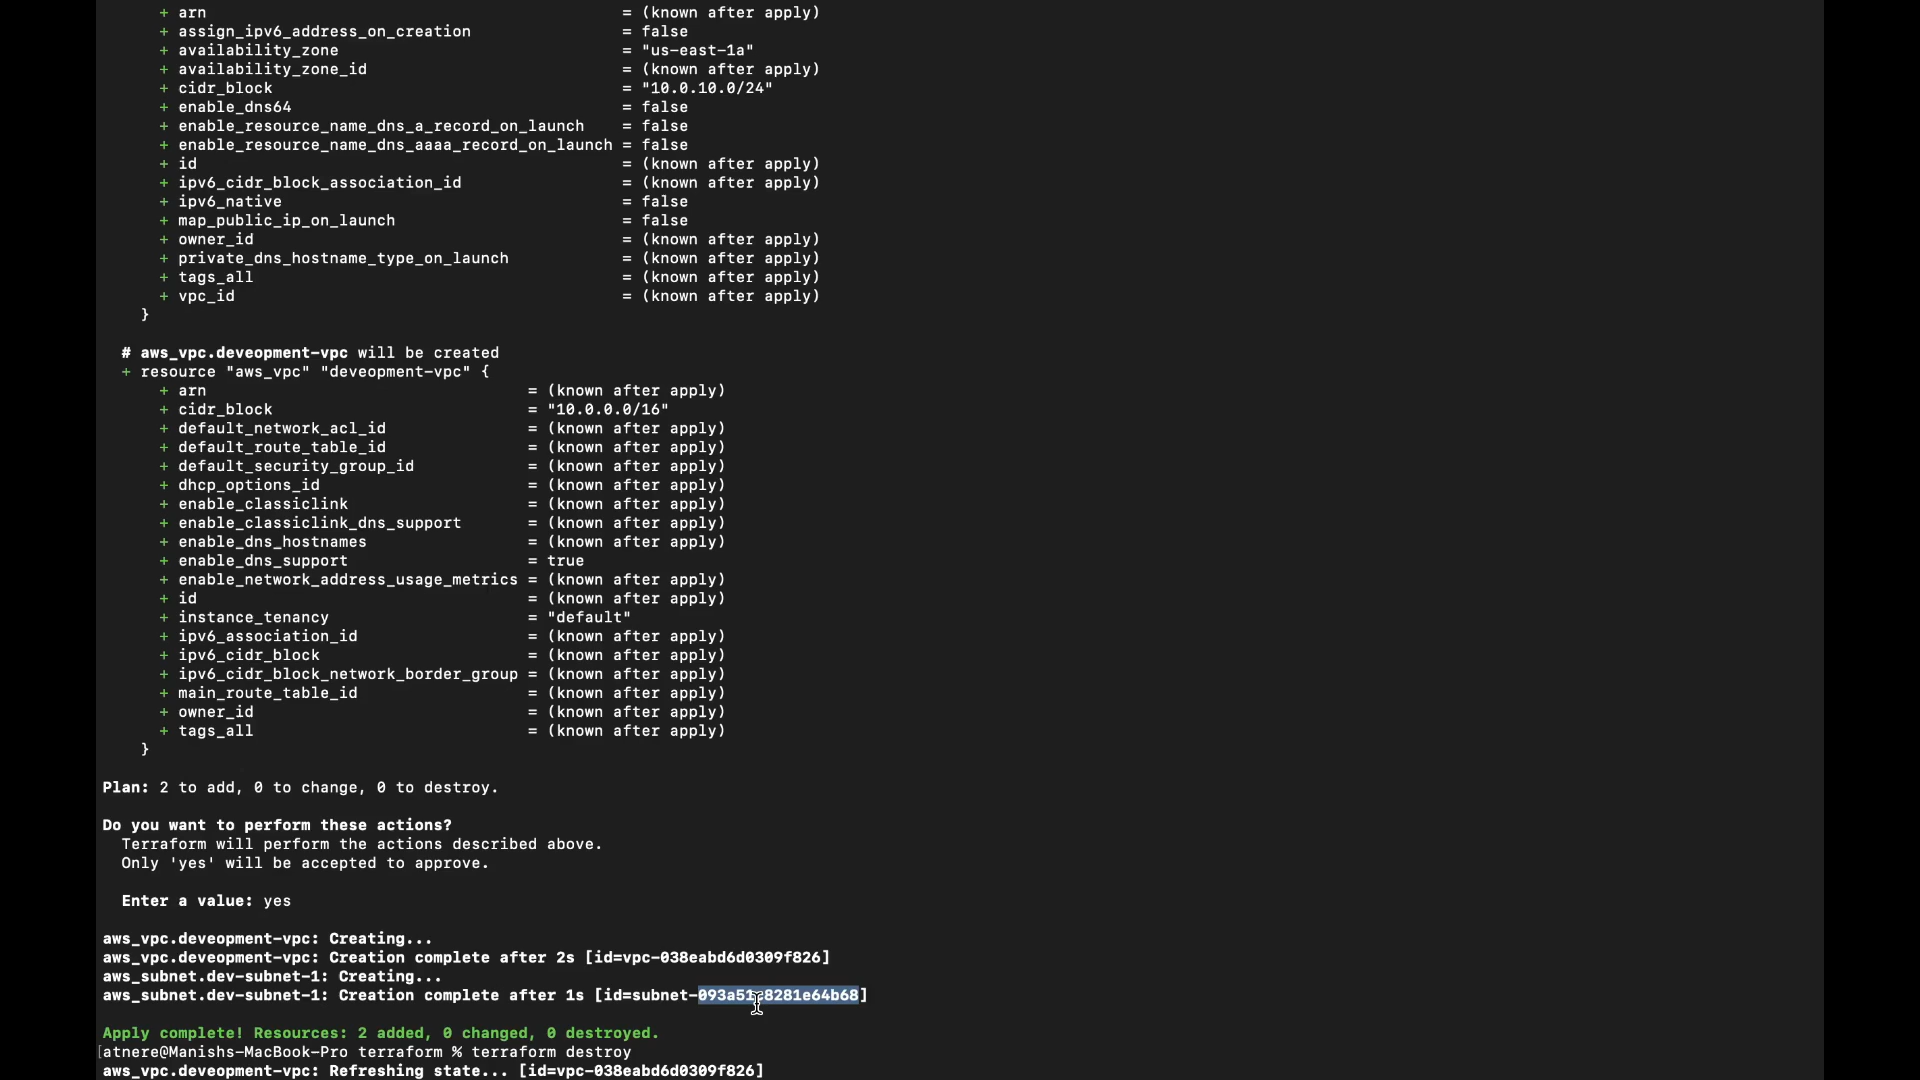 + arn = (known after apply)
+ assign_ipv6_address_on_creation = false
+ availability_zone = "us-east-1a"
+ availability_zone_id = (known after apply)
+ cidr_block = "10.0.10.0/24"
+ enable_dns64 = false
+ enable_resource_name_dns_a_record_on_launch = false
+ enable_resource_name_dns_aaaa_record_on_launch = false
+ id = (known after apply)
+ ipv6_cidr_block_association_id = (known after apply)
+ ipv6_native = false
+ map_public_ip_on_launch = false
+ owner_id = (known after apply)
+ private_dns_hostname_type_on_launch = (known after apply)
+ tags_all = (known after apply)
+ vpc_id = (known after apply)
}
# aws_vpc.deveopment-vpc will be created
+ resource "aws_vpc" "deveopment-vpc" {
+ arn = (known after apply)
+ cidr_block = "10.0.0.0/16"
+ default_network_acl_id = (known after apply)
+ default_route_table_id = (known after apply)
+ default_security_group_id = (known after apply)
+ dhcp_options_id = (known after apply)
+ enable_classiclink = (known after apply)
+ enable_classiclink_dns_support = (known after apply)
+ enable_dns_hostnames = (known after apply)
+ enable_dns_support = true
+ enable_network_address_usage_metrics = (known after apply)
+ id = (known after apply)
+ instance_tenancy = "default"
+ ipv6_association_id = (known after apply)
+ ipv6_cidr_block = (known after apply)
+ ipv6_cidr_block_network_border_group = (known after apply)
+ main_route_table_id = (known after apply)
+ owner_id = (known after apply)
+ tags_all = (known after apply)
}
Plan: 2 to add, 0 to change, 0 to destroy.
Do you want to perform these actions?
Terraform will perform the actions described above.
Only 'yes' will be accepted to approve.
Enter a value: yes
aws_vpc.deveopment-vpc: Creating...
aws_vpc.deveopment-vpc: Creation complete after 2s [id=vpc-038eabd6d0309f826]
aws_subnet.dev-subnet-1: Creating...
aws_subnet.dev-subnet-1: Creation complete after 1s
Apply complete! Resources: 2 added, 0 changed, 0 destroyed.
[atnere@Manishs-MacBook-Pro terraform % terraform destroy
aws_vpc.deveopment-vpc: Refreshing state... [id=vpc-038eabd6d0309f826]